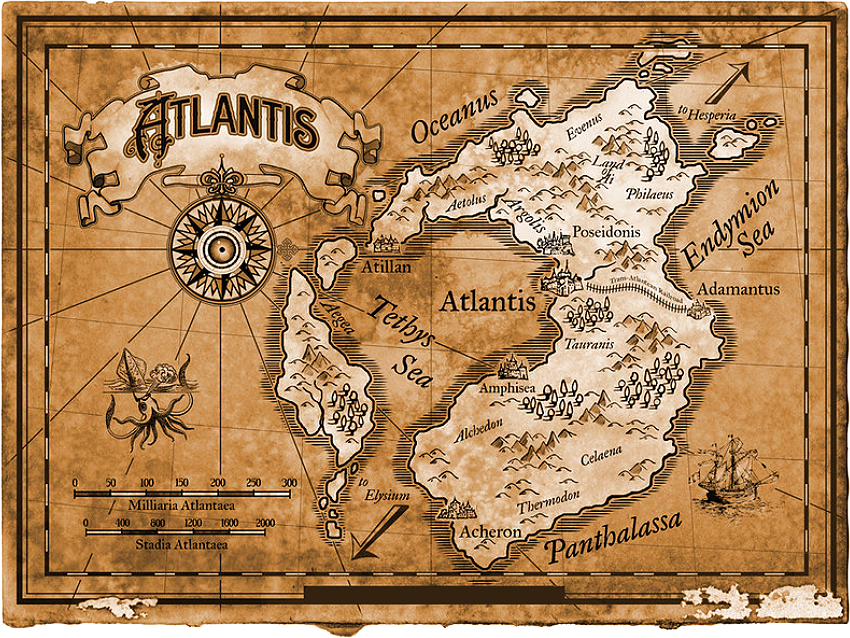 ATLANTIS
Oceanus
to Hesperia
Evenus
Land
of
Ai
Philaeus
Aetolus
Argolis
Endymion
Sea
Poseidonis
Atillan
Atlantis
Trans-Atlantean Railroad
Adamantus
Aegea
Tethys
Sea
Tauranis
Amphisea
Alchedon
Celaena
Thermodon
to
Elysium
Acheron
Panthalassa
0 50 100 150 200 250 300
Milliaria Atlantaea
0 400 800 1200 1600 2000
Stadia Atlantaea